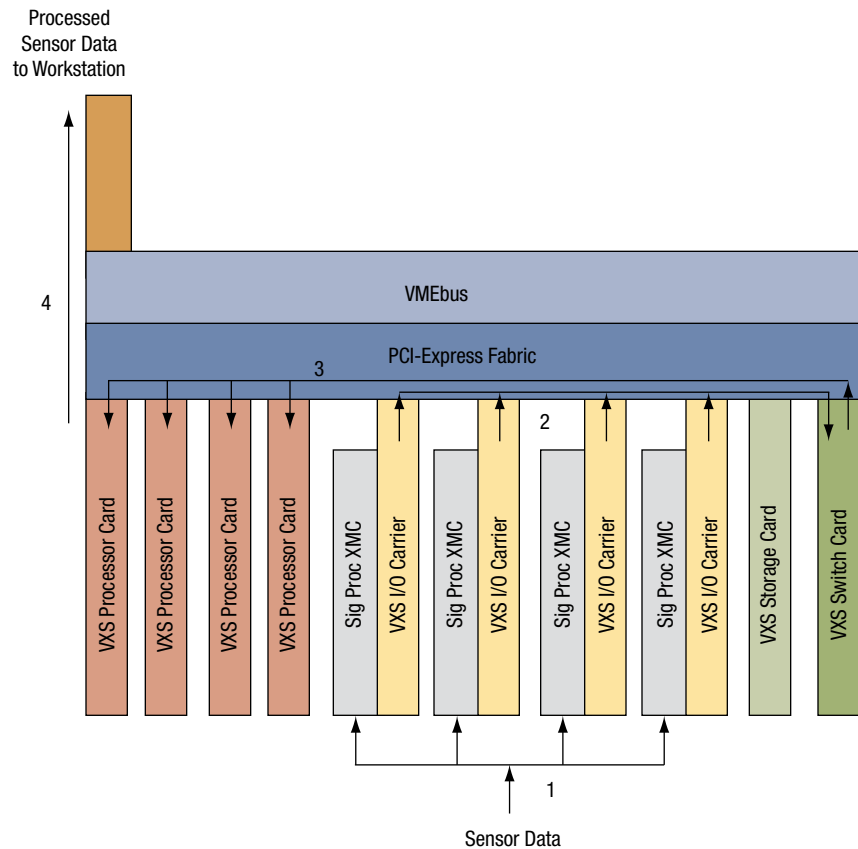 Processed
Sensor Data
to Workstation
4
VMEbus
PCI-Express Fabric
3
2
VXS Processor Card
VXS Processor Card
VXS Processor Card
VXS Processor Card
Sig Proc XMC
VXS I/O Carrier
Sig Proc XMC
VXS I/O Carrier
Sig Proc XMC
VXS I/O Carrier
Sig Proc XMC
VXS I/O Carrier
VXS Storage Card
VXS Switch Card
1
Sensor Data